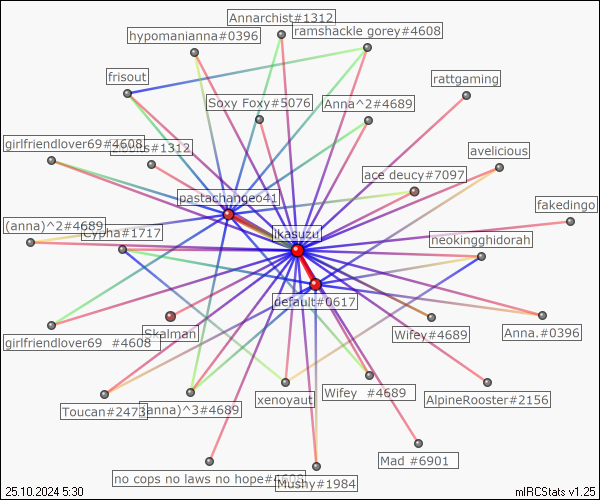 Annarchist#1312
hypomanianna#0396
ramshackle gorey#4608
frisout
rattgaming
Soxy Foxy#5076
Anna^2#4689
girlfriendlover69#4608
#1312
avelicious
ace deucy#7097
pastachangeo41
fakedingo
(anna)^2#4689
Cypha#1717
ikasuzu
neokingghidorah
default#0617
Skalman
Wifey#4689
Anna.#0396
girlfriendlover69 #4608
Toucan#2473
(anna)^3#4689
xenoyaut
Wifey #4689
AlpineRooster#2156
Mad #6901
no cops no laws no hope#4608
Mushy#1984
25.10.2024 5:30
mIRCStats v1.25